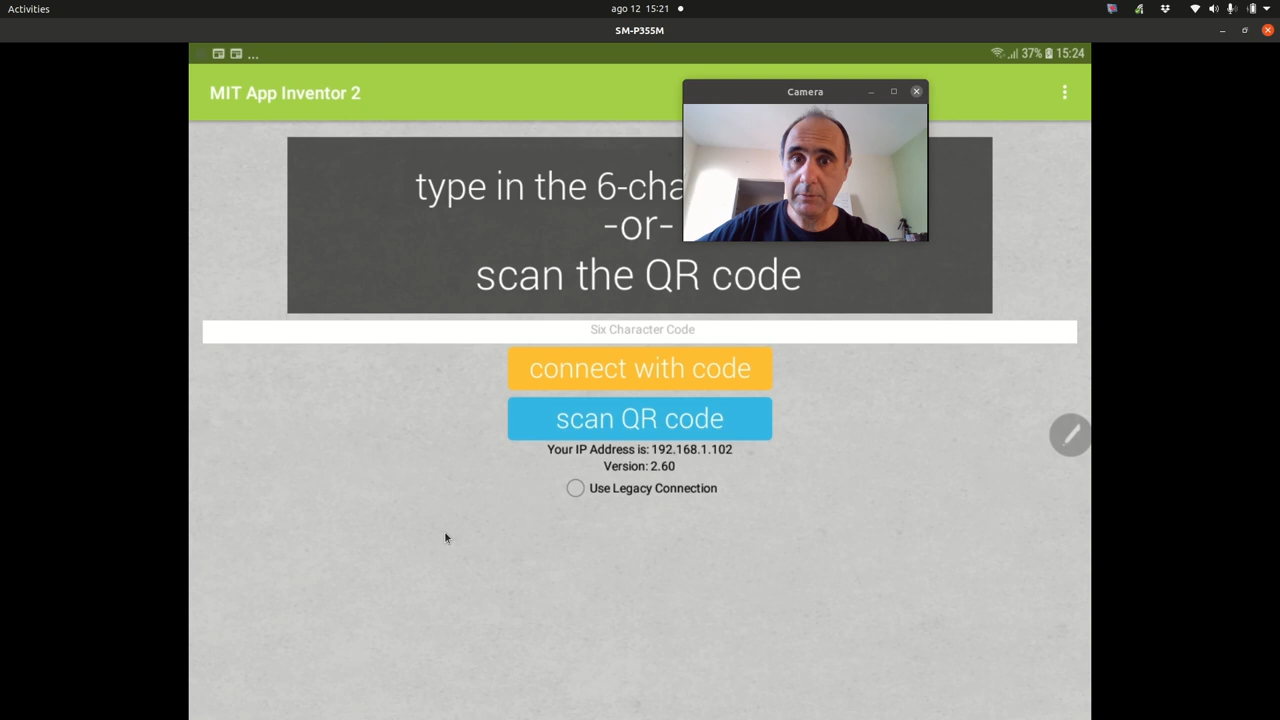 Activities
ago 12 15:21
SM-P355M
...
37% 15:24
MIT App Inventor 2
Camera
type in the 6-cha
-or-
scan the QR code
Six Character Code
connect with code
scan QR code
Your IP Address is: 192.168.1.102
Version: 2.60
Use Legacy Connection